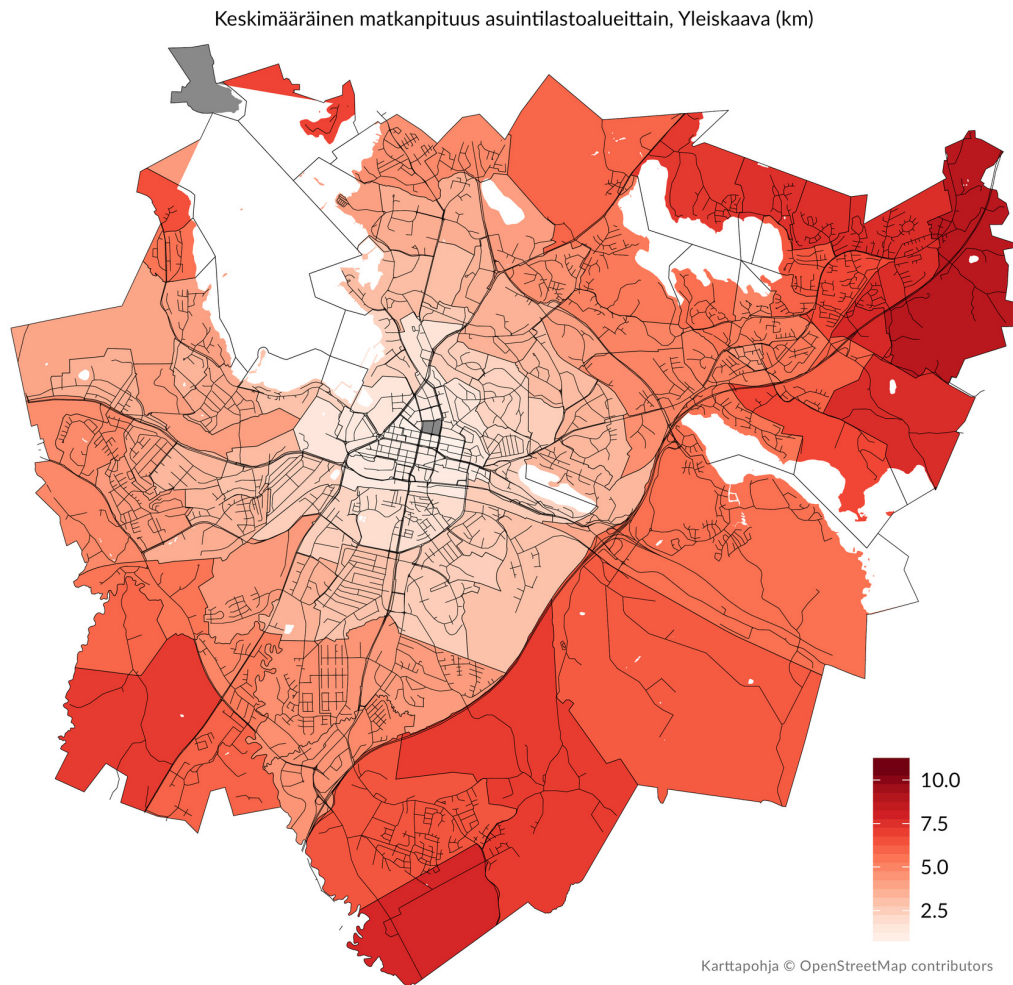 Keskimääräinen matkanpituus asuintilastoalueittain, Yleiskaava (km)
10.0
7.5
5.0
2.5
Karttapohja © OpenStreetMap contributors